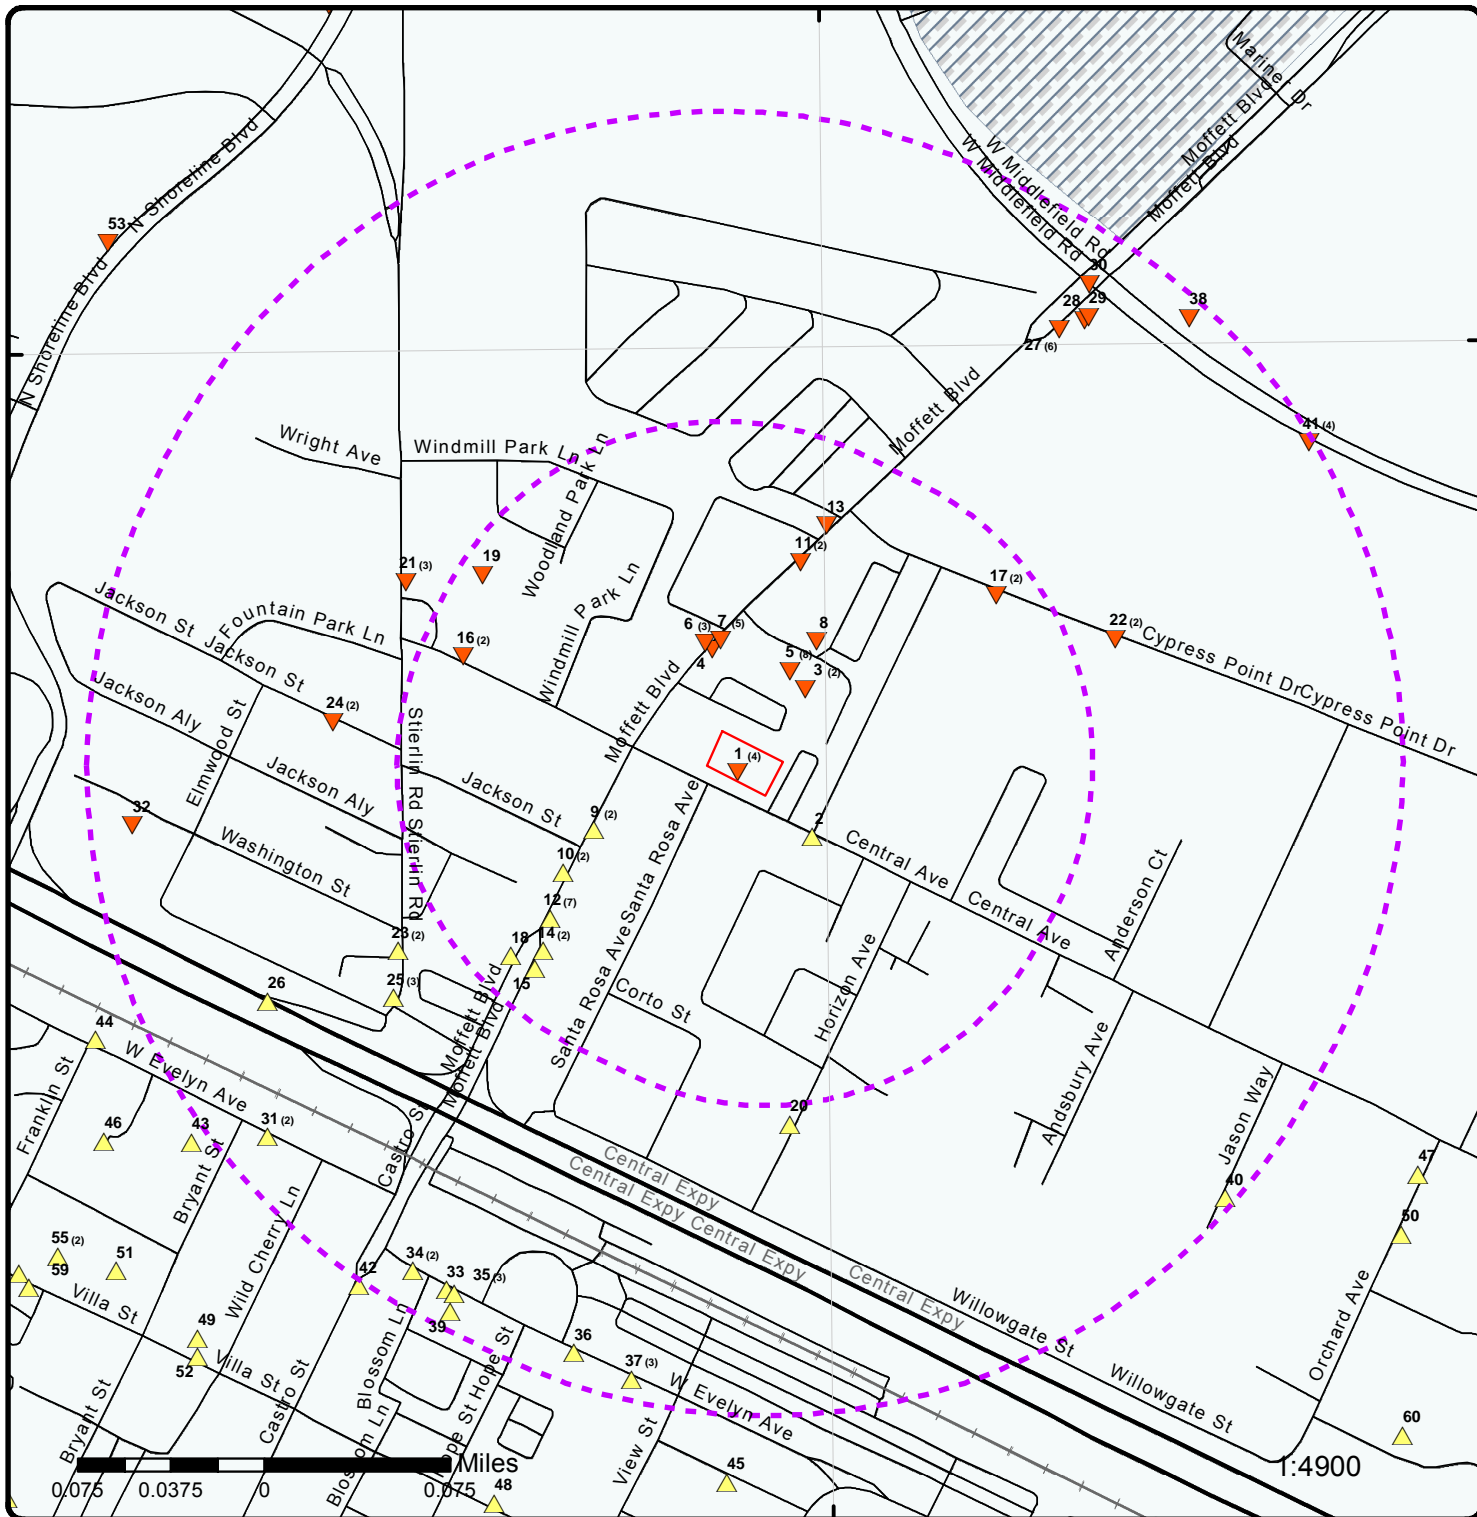 Mariner Dr
Moffett Blvd
Moffett Blvd
N Shoreline Blvd
W Middlefield Rd
W Middlefield Rd
53
N Shoreline Blvd
30
28 29
38
27 (6)
Moffett Blvd
41 (4)
Wright Ave
Windmill Park Ln
Woodland Park Ln
13
11 (2)
21 (3)
19
17 (2)
Windmill Park Ln
Jackson St
Jackson St
Fountain Park Ln
16 (2)
6 (3)
7 (5)
8
22 (2)
Cypress Point Dr
Cypress Point Dr
4
5 (8)
3 (2)
Jackson Aly
24 (2)
Elmwood St
Stierlin Rd
Stierlin Rd
Moffett Blvd
1 (4)
Jackson Aly
Jackson St
32
9 (2)
2
Washington St
Santa Rosa Ave
Santa Rosa Ave
Central Ave
Central Ave
10 (2)
Anderson Ct
12 (7)
23 (2)
18
14 (2)
15
26
25 (3)
Moffett Blvd
Moffett Blvd
Corto St
Horizon Ave
44
W Evelyn Ave
Franklin St
Andsbury Ave
Jason Way
46
43
31 (2)
Castro St
20
Central Expy
Central Expy
Central Expy
Central Expy
47
40
Bryant St
Wild Cherry Ln
50
55 (2)
51
34 (2)
42
33
35 (3)
59
Villa St
Willowgate St
Willowgate St
Orchard Ave
49
39
52
Villa St
Blossom Ln
Hope St
Hope St
36
37 (3)
W Evelyn Ave
Bryant St
Castro St
Blossom Ln
View St
60
45
48
Miles
0.075 0.0375 0 0.075
1:4900